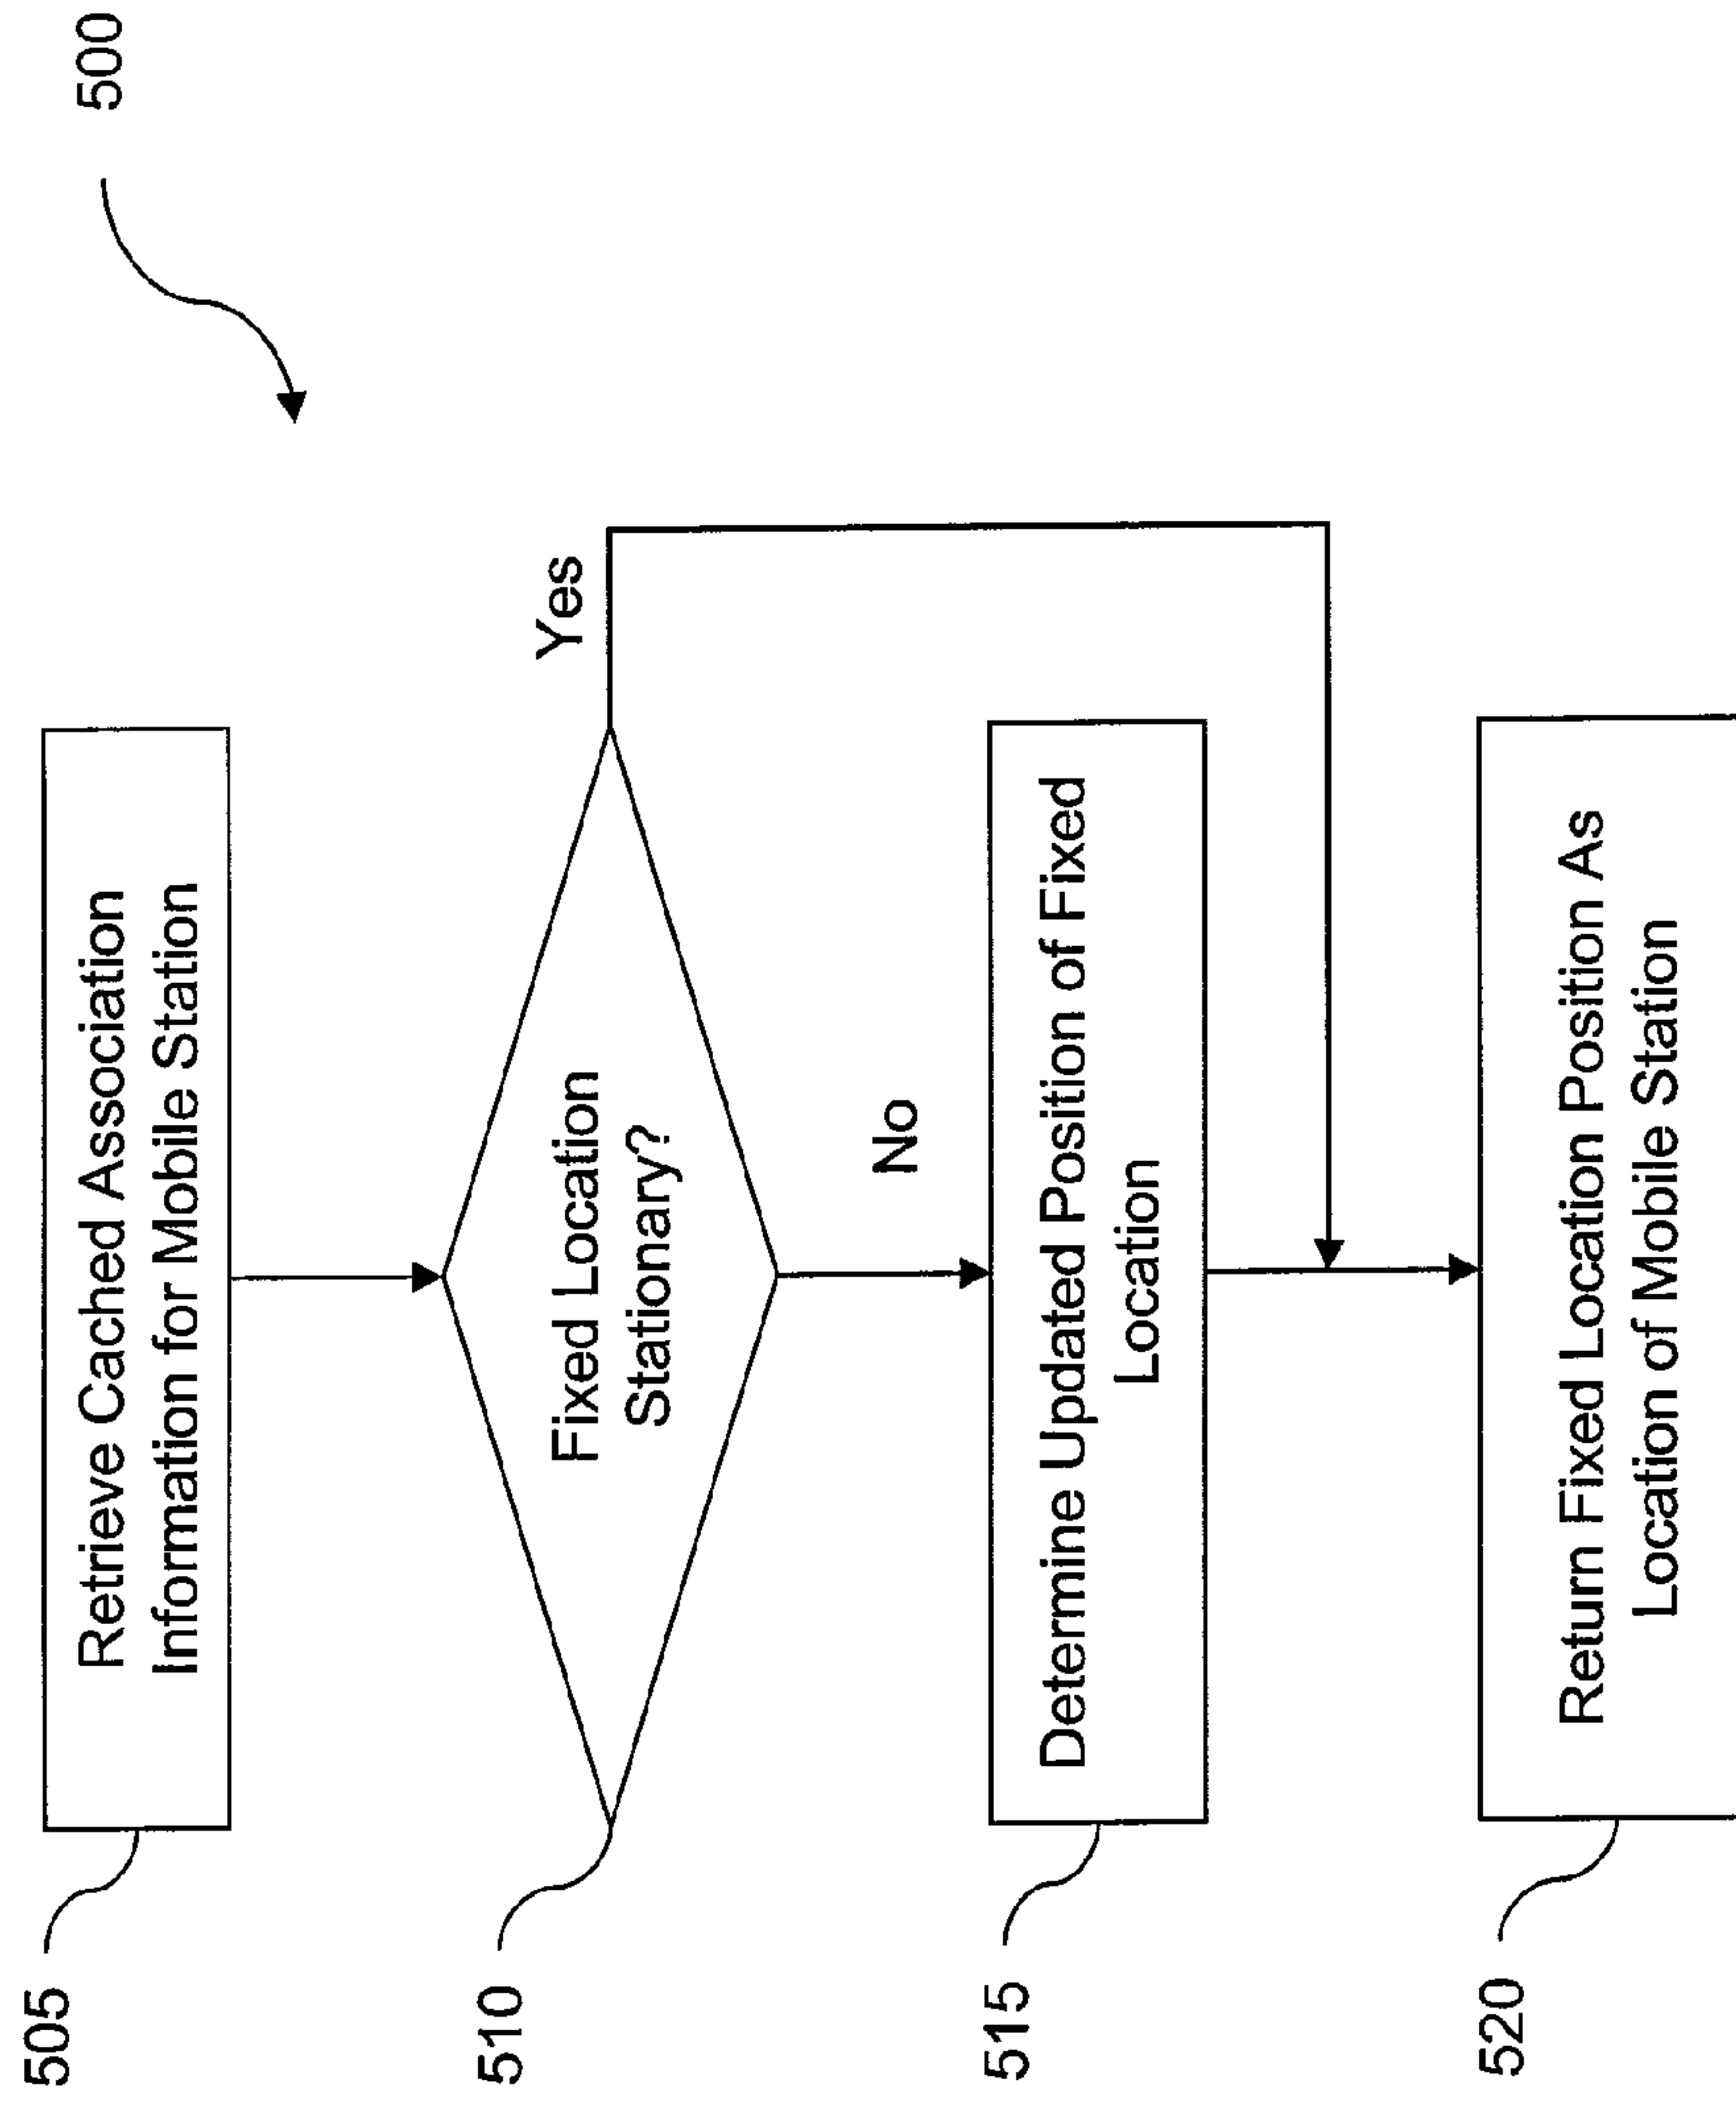 500
505
Retrieve Cached Association
Information for Mobile Station
510
Fixed Location
Stationary?
Yes
No
515
Determine Updated Position of Fixed
Location
520
Return Fixed Location Position As
Location of Mobile Station